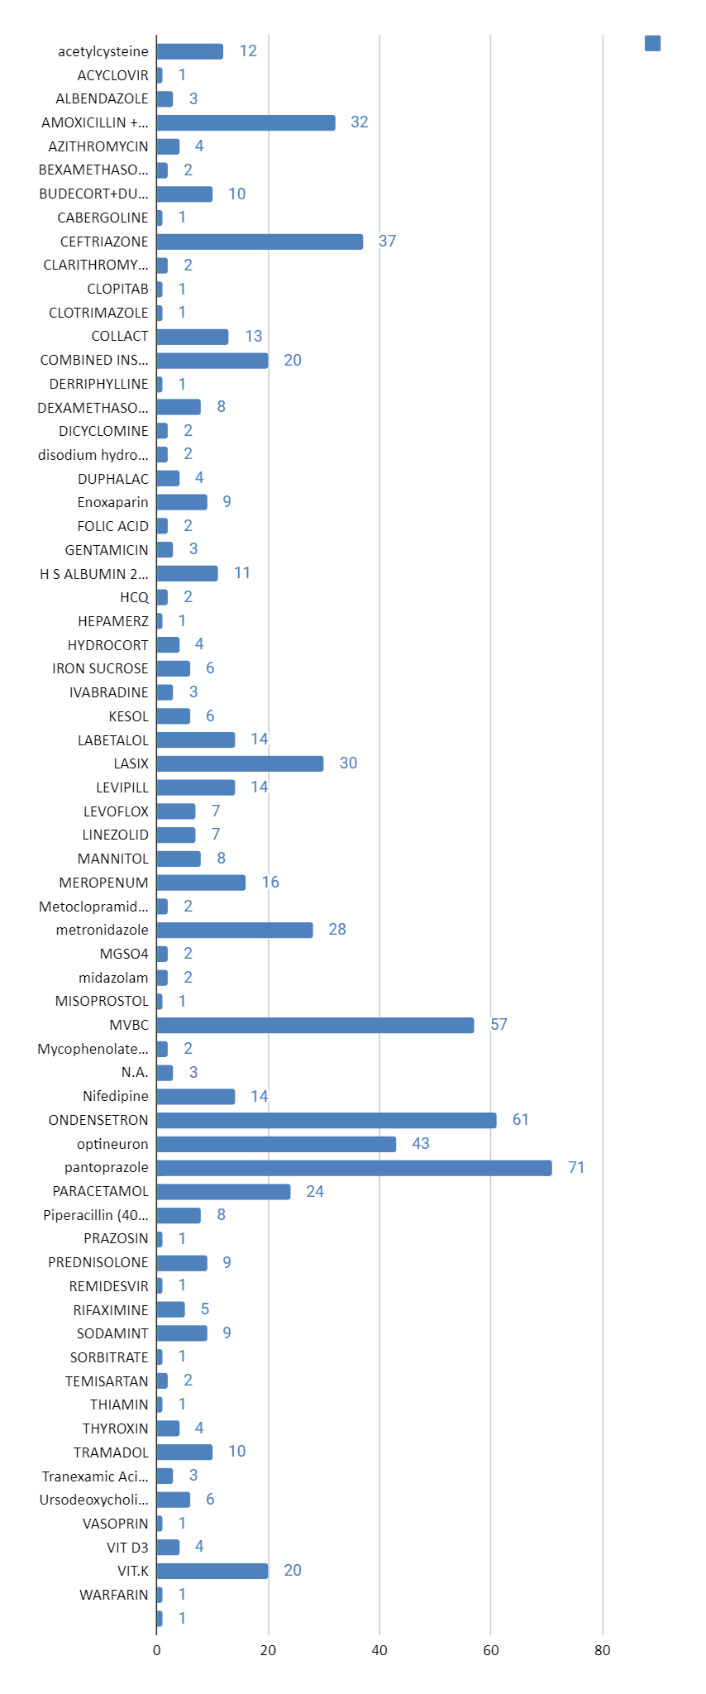 acetylcysteine 12
ACYCLOVIR 1
ALBENDAZOLE 3
AMOXICILLIN +... 32
AZITHROMYCIN 4
BEXAMETHASO... 2
BUDECORT+DU... 10
CABERGOLINE 1
CEFTRIAZONE 37
CLARITHROMY... 2
CLOPITAB 1
CLOTRIMAZOLE 1
COLLACT 13
COMBINED INS... 20
DERRIPHYLLINE 1
DEXAMETHASO... 8
DICYCLOMINE 2
disodium hydro... 2
DUPHALAC 4
Enoxaparin 9
FOLIC ACID 2
GENTAMICIN 3
H S ALBUMIN 2... 11
HCQ 2
HEPAMERZ 1
HYDROCORT 4
IRON SUCROSE 6
IVABRADINE 3
KESOL 6
LABETALOL 14
LASIX 30
LEVIPILL 14
LEVOFLOX 7
LINEZOLID 7
MANNITOL 8
MEROPENUM 16
Metoclopramid... 2
metronidazole 28
MGSO4 2
midazolam 2
MISOPROSTOL 1
MVBC 57
Mycophenolate... 2
N.A. 3
Nifedipine 14
ONDENSETRON 61
optineuron 43
pantoprazole 71
PARACETAMOL 24
Piperacillin (40... 8
PRAZOSIN 1
PREDNISOLONE 9
REMIDESVIR 1
RIFAXIMINE 5
SODAMINT 9
SORBITRATE 1
TEMISARTAN 2
THIAMIN 1
THYROXIN 4
TRAMADOL 10
Tranexamic Aci... 3
Ursodeoxycholi... 6
VASOPRIN 1
VIT D3 4
VIT.K 20
WARFARIN 1
1
0 20 40 60 80